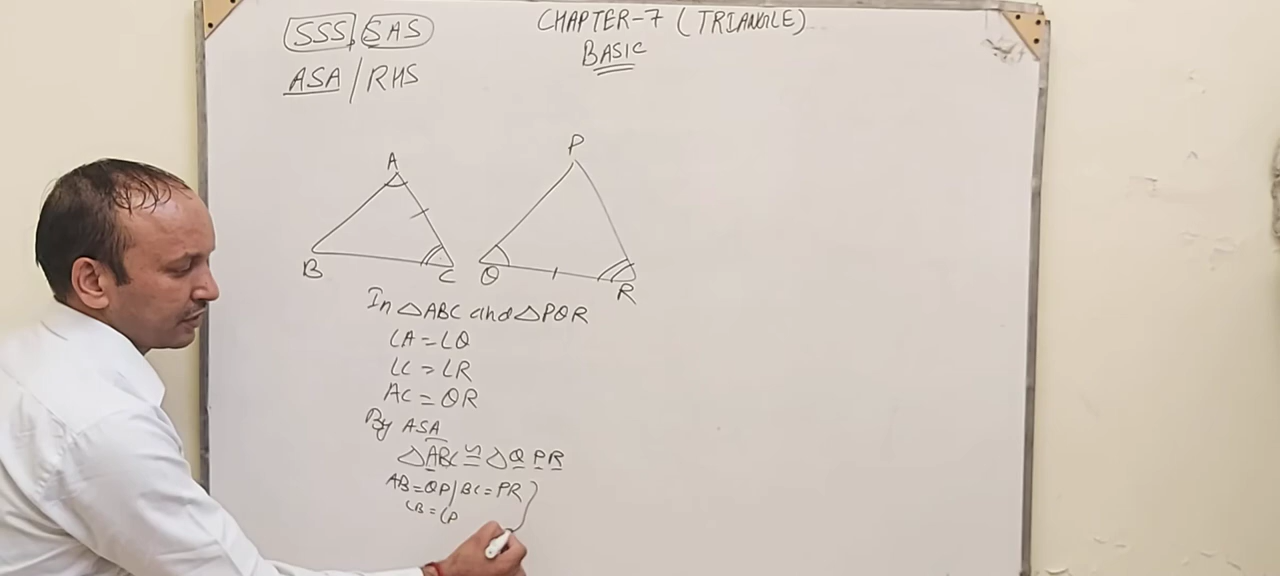 SSS, SAS
ASA / RHS
CHAPTER-7 (TRIANGLE)
BASIC
A
B
C
P
Q
R
In △ABC and △PQR
∠A = ∠Q
∠C = ∠R
AC = QR
By ASA
△ABC ≅ △QPR
AB = QP / BC = PR
∠B = ∠P